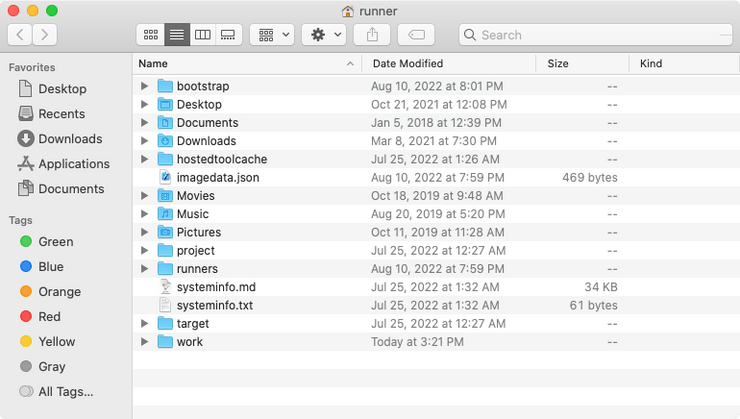 runner
Search
Favorites
Desktop
Recents
Downloads
Applications
Documents
Tags
Green
Blue
Orange
Red
Yellow
Gray
All Tags...
Name Date Modified Size Kind
bootstrap Aug 10, 2022 at 8:01 PM --
Desktop Oct 21, 2021 at 12:08 PM --
Documents Jan 5, 2018 at 12:39 PM --
Downloads Mar 8, 2021 at 7:30 PM --
hostedtoolcache Jul 25, 2022 at 1:26 AM --
imagedata.json Aug 10, 2022 at 7:59 PM 469 bytes
Movies Oct 18, 2019 at 9:48 AM --
Music Aug 20, 2019 at 5:20 PM --
Pictures Oct 11, 2019 at 11:28 AM --
project Jul 25, 2022 at 12:27 AM --
runners Aug 10, 2022 at 7:59 PM --
systeminfo.md Jul 25, 2022 at 1:32 AM 34 KB
systeminfo.txt Jul 25, 2022 at 1:32 AM 61 bytes
target Jul 25, 2022 at 12:27 AM --
work Today at 3:21 PM --